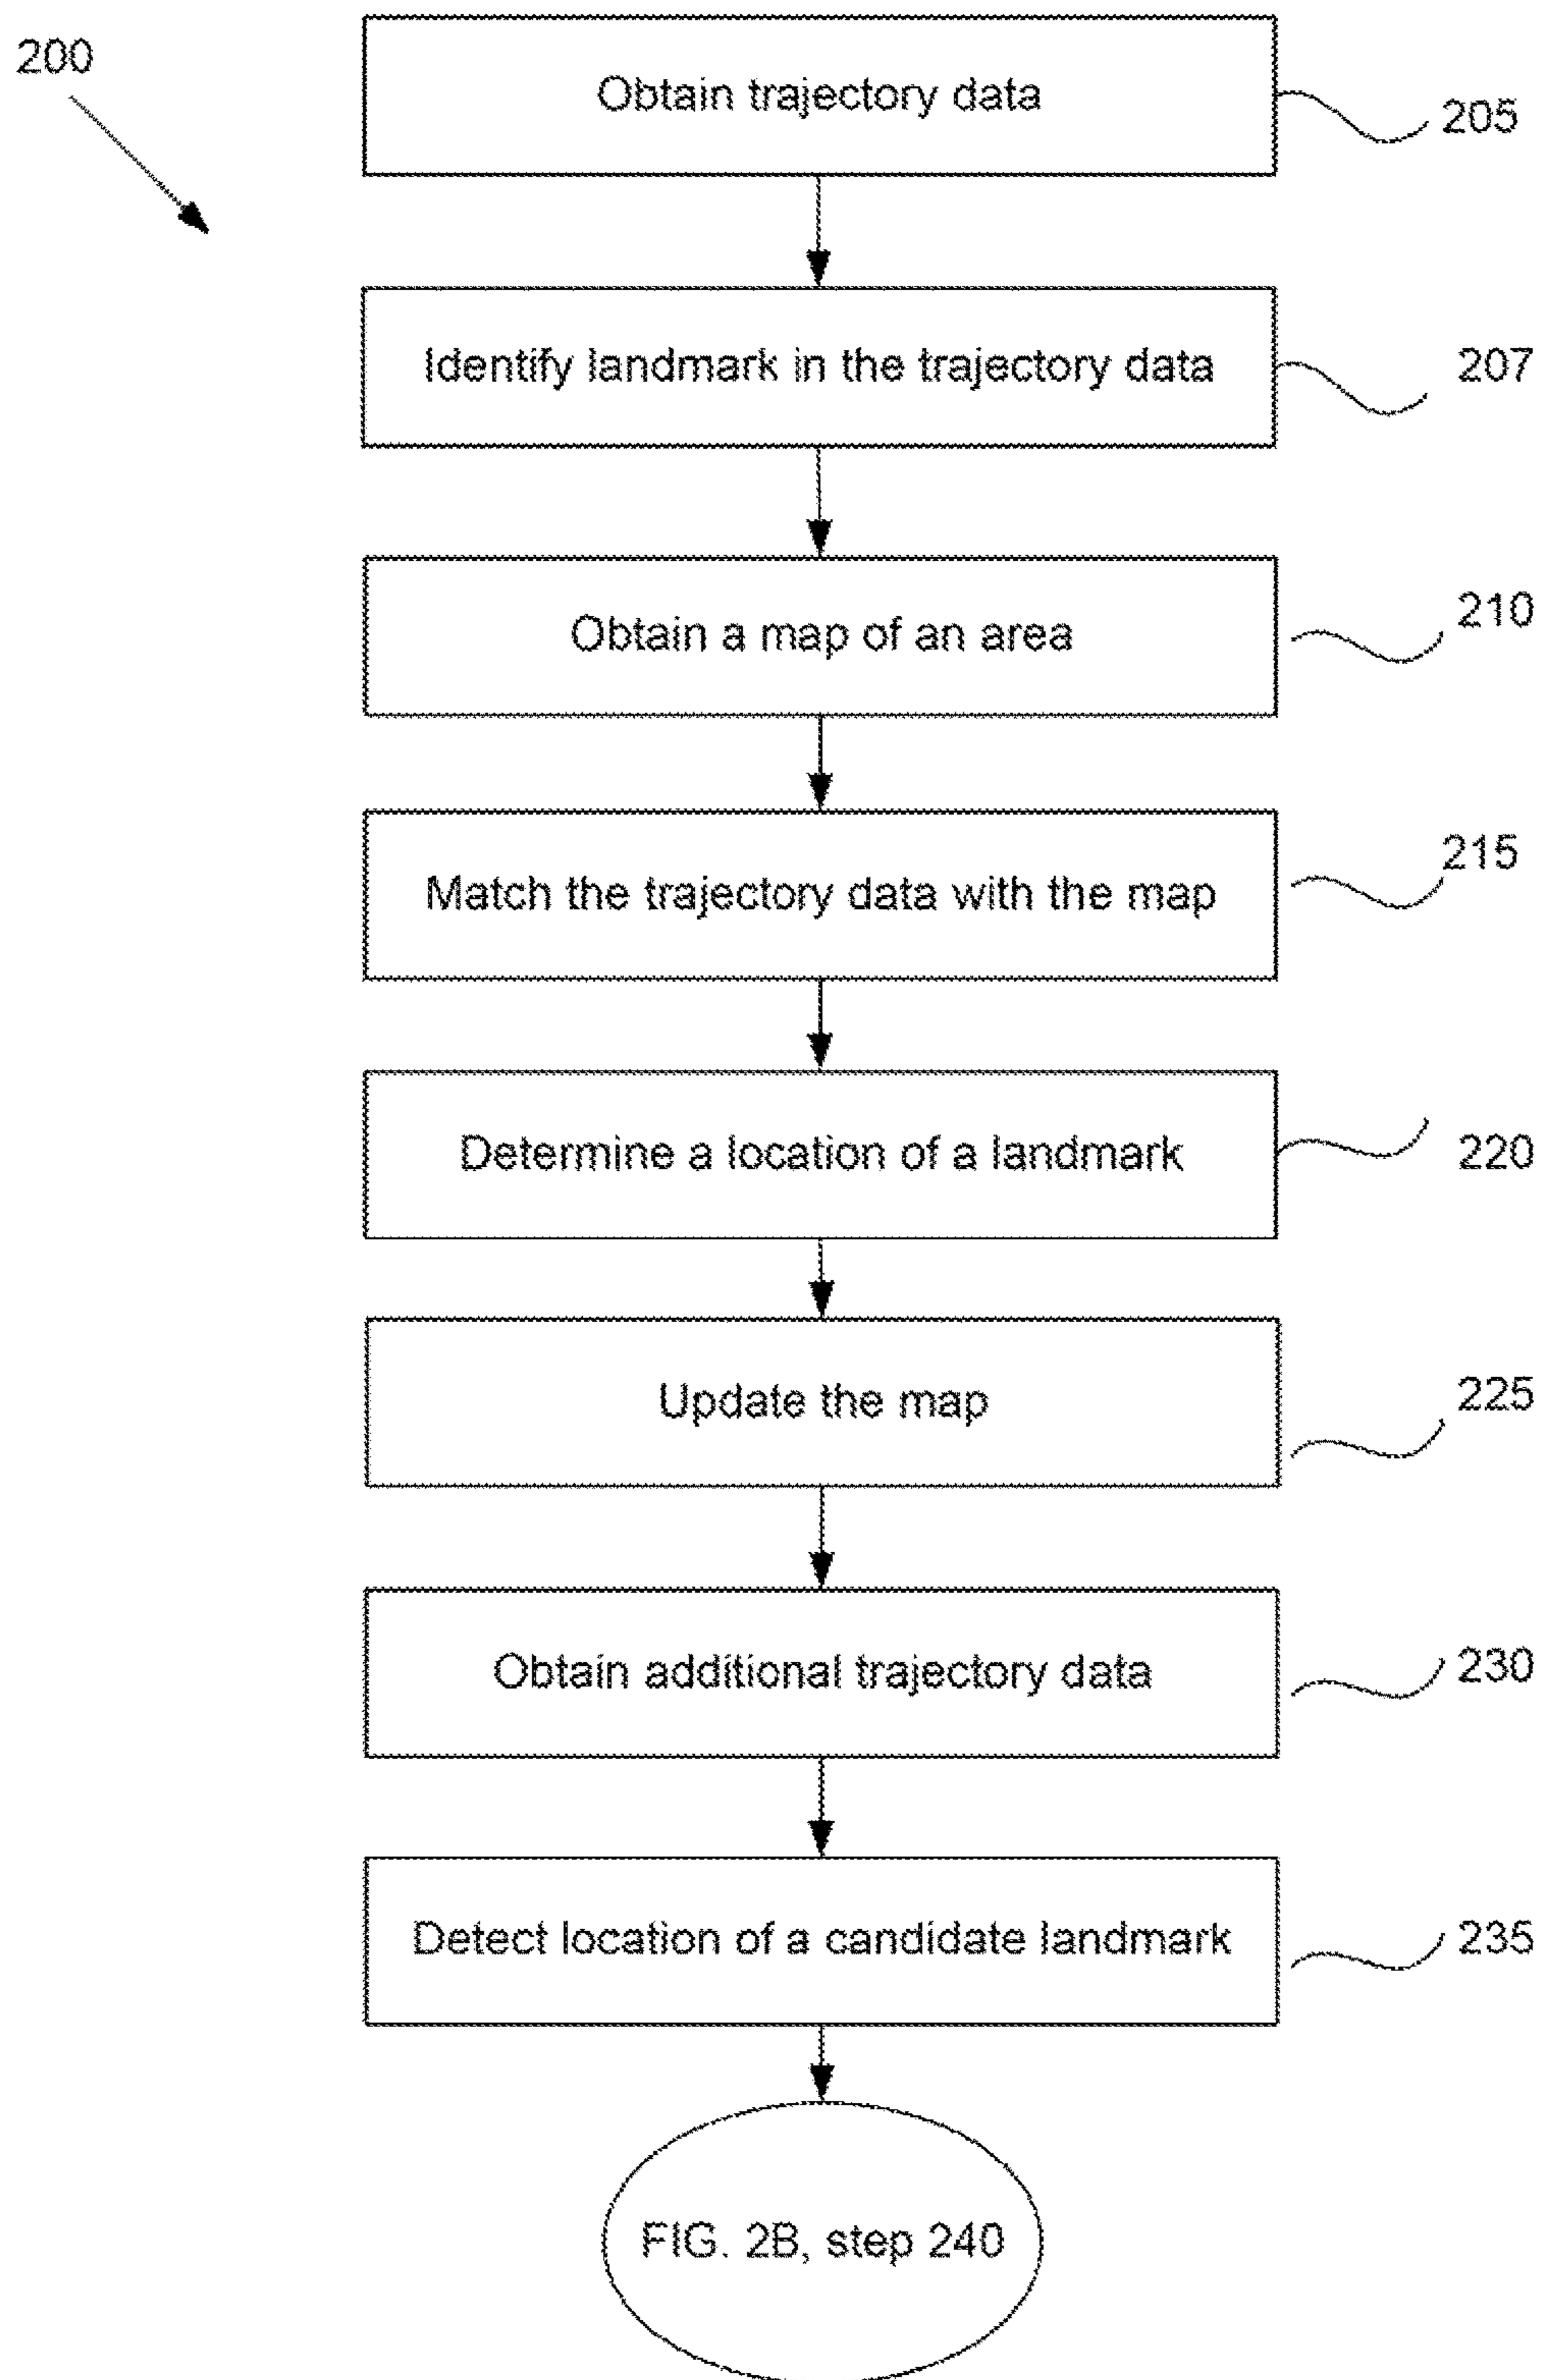 200
Obtain trajectory data
205
Identify landmark in the trajectory data
207
Obtain a map of an area
210
Match the trajectory data with the map
215
Determine a location of a landmark
220
Update the map
225
Obtain additional trajectory data
230
Detect location of a candidate landmark
235
FIG. 2B, step 240